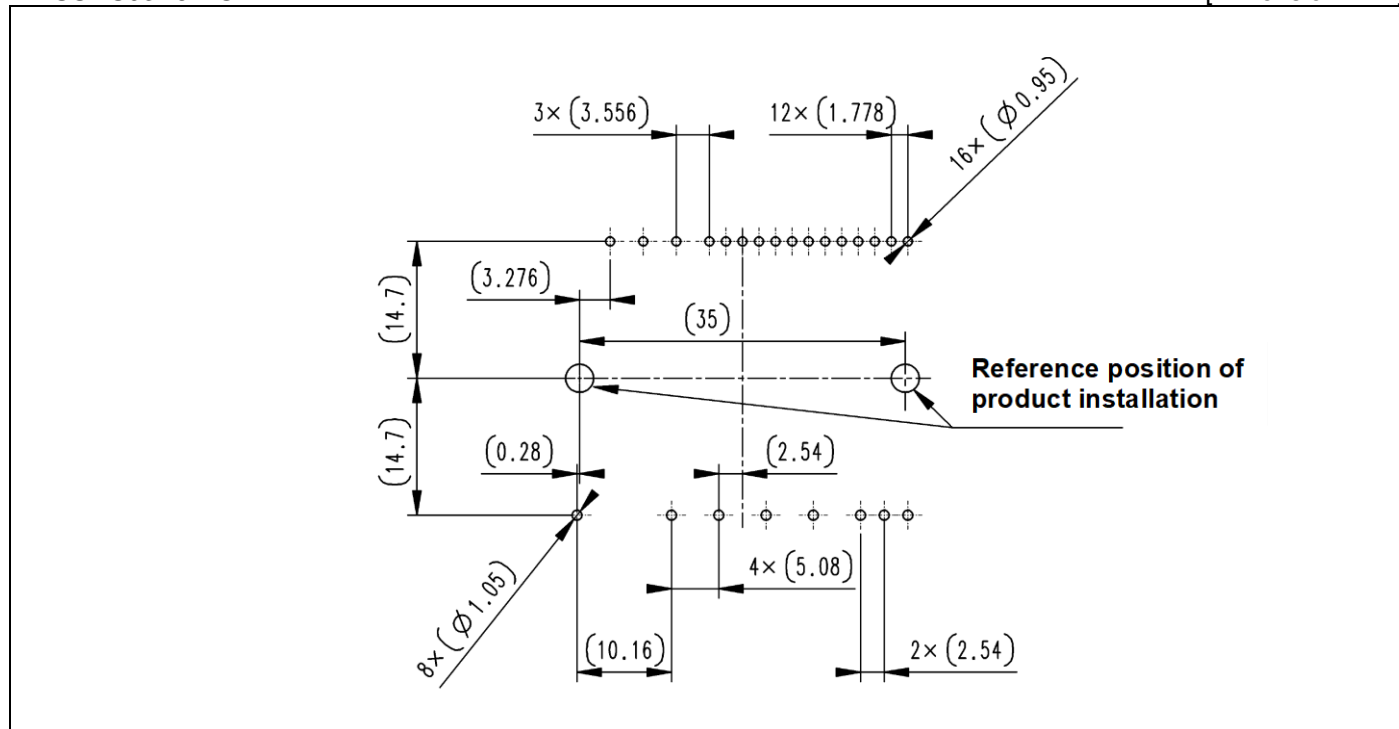 3× (3.556)
12× (1.778)
16× (Ø0.95)
(3.276)
(14.7)
(35)
Reference position of
product installation
(14.7)
(0.28)
(2.54)
4× (5.08)
8× (Ø1.05)
(10.16)
2× (2.54)